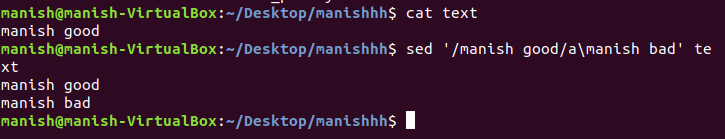 manish@manish-VirtualBox:~/Desktop/manishhh$ cat text
manish good
manish@manish-VirtualBox:~/Desktop/manishhh$ sed '/manish good/a\manish bad' te
xt
manish good
manish bad
manish@manish-VirtualBox:~/Desktop/manishhh$